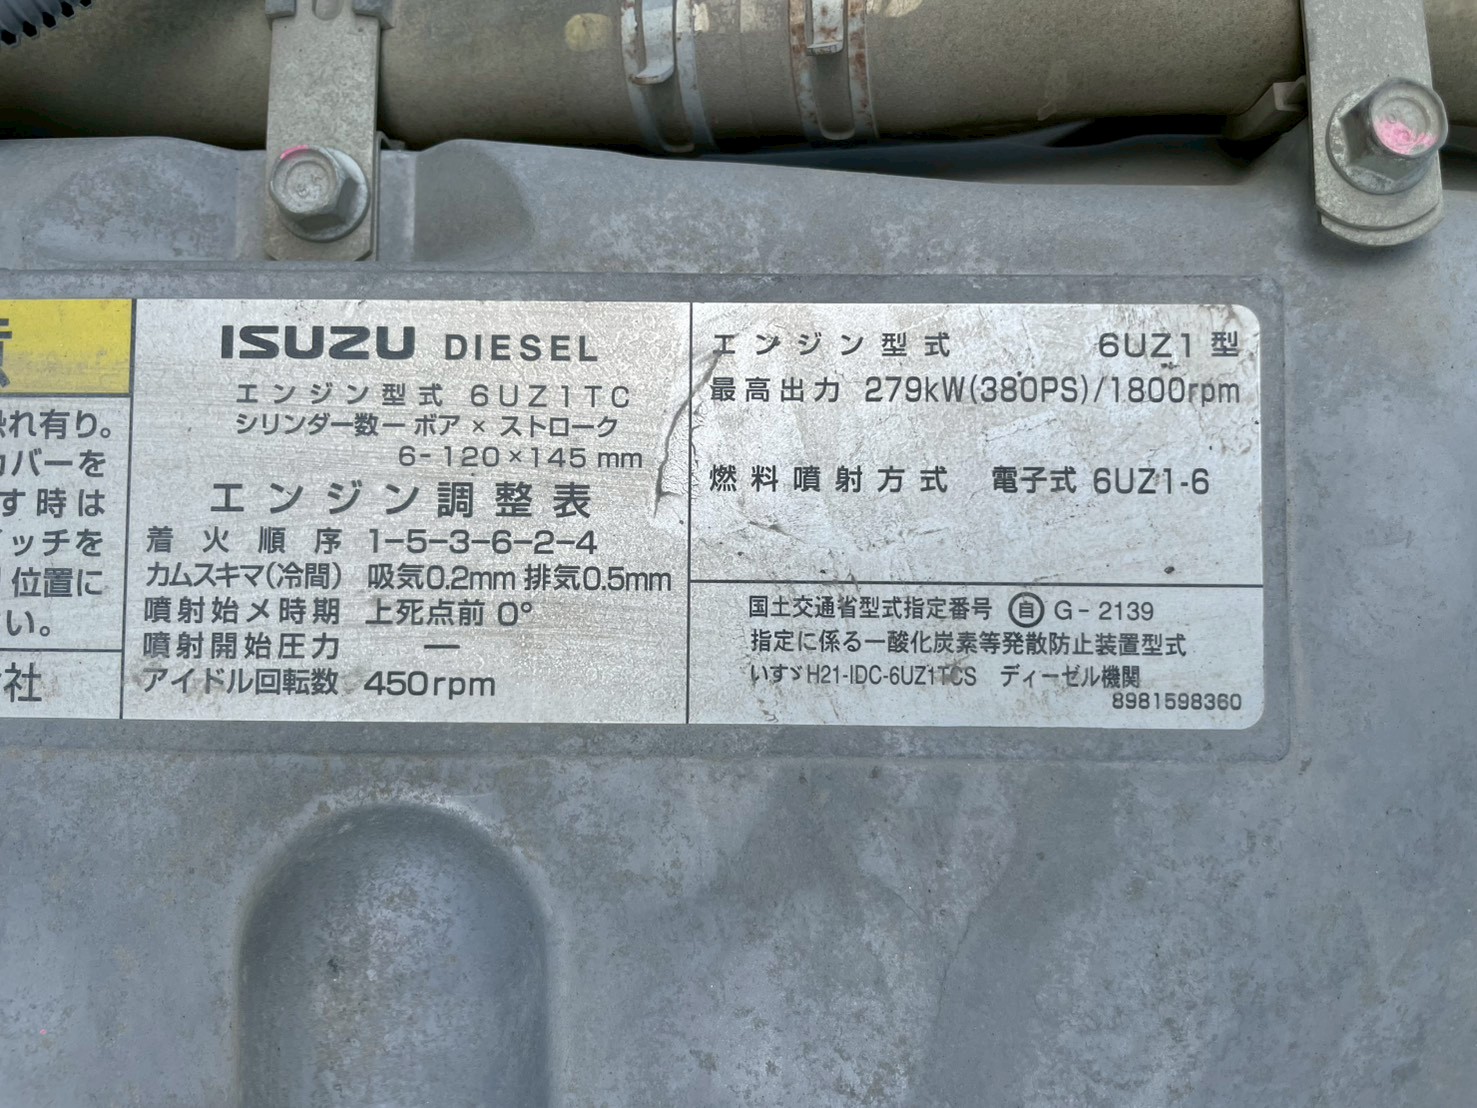 触れ有り。
カバーを
す時は
イッチを
位置に
い。
社
ISUZU DIESEL
エンジン型式 6UZ1TC
シリンダー数ー ボア × ストローク
6-120×145 mm
エンジン調整表
着火順序 1-5-3-6-2-4
カムスキマ(冷間) 吸気0.2mm 排気0.5mm
噴射始メ時期 上死点前 0°
噴射開始圧力 —
アイドル回転数 450rpm
エンジン型式 6UZ1型
最高出力 279kW(380PS)/1800rpm
燃料噴射方式 電子式 6UZ1-6
国土交通省型式指定番号 ㊀自 G-2139
指定に係る一酸化炭素等発散防止装置型式
いすゞH21-IDC-6UZ1TCS ディーゼル機関
8981598360